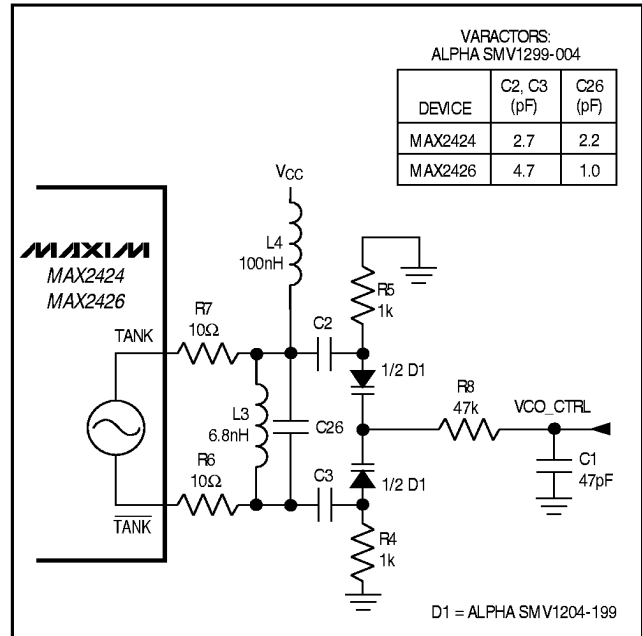 VARACTORS:
ALPHA SMV1299-004
DEVICE
C2, C3
(pF)
C26
(pF)
MAX2424 2.7 2.2
MAX2426 4.7 1.0
VCC
L4
100nH
MAXIM
MAX2424
MAX2426
R5
1k
R7
10Ω
TANK
C2
1/2 D1
L3
6.8nH
C26
R8
47k
VCO_CTRL
C1
47pF
R6
10Ω
TANK
C3
1/2 D1
R4
1k
D1 = ALPHA SMV1204-199